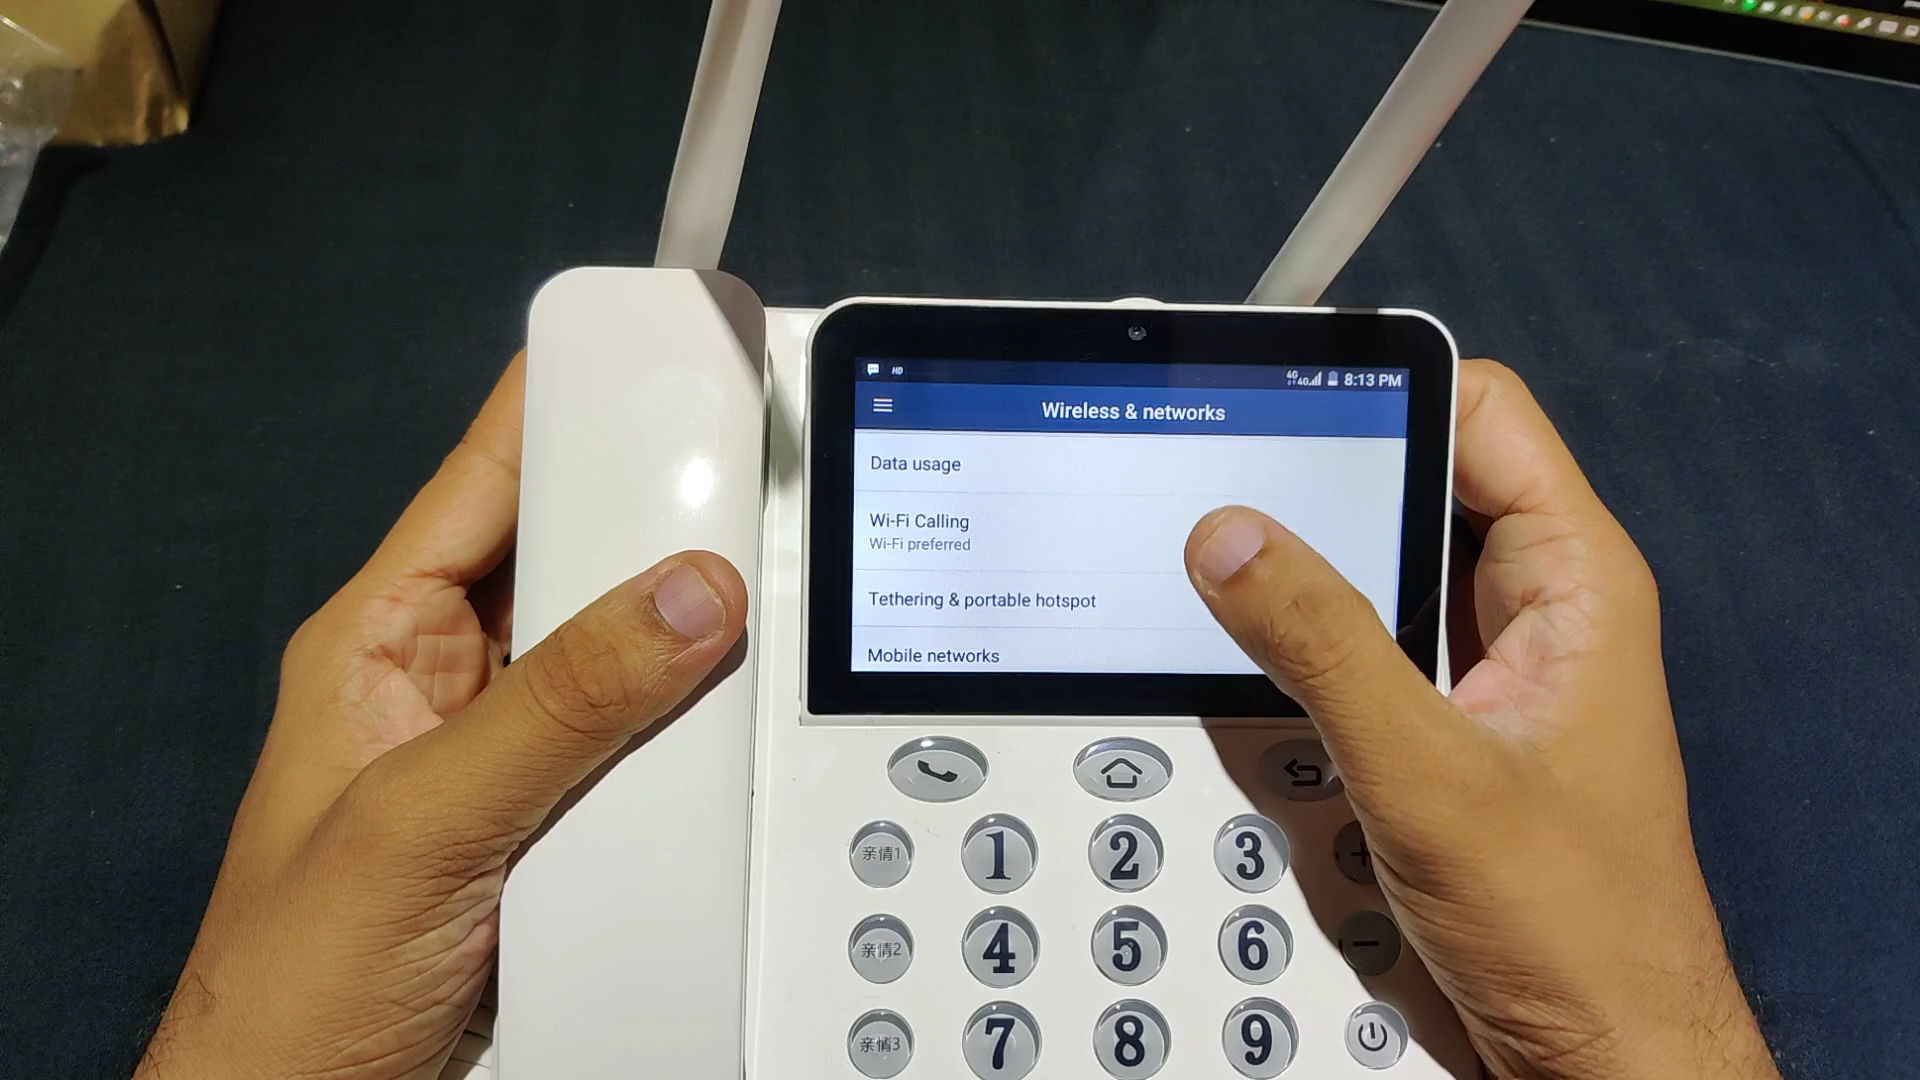 HD 4G 4G 8:13 PM
Wireless & networks
Data usage
Wi-Fi Calling
Wi-Fi preferred
Tethering & portable hotspot
Mobile networks
亲情1 1 2 3 +
亲情2 4 5 6 −
亲情3 7 8 9